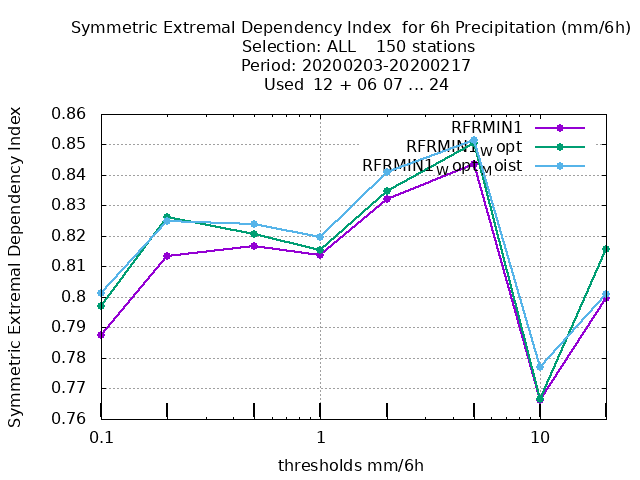 Symmetric Extremal Dependency Index  for 6h Precipitation (mm/6h)
Selection: ALL    150 stations
Period: 20200203-20200217
Used  12 + 06 07 ... 24
Symmetric Extremal Dependency Index
0.86
0.85
0.84
0.83
0.82
0.81
0.8
0.79
0.78
0.77
0.76
RFRMIN1
RFRMIN1WOpt
RFRMIN1WoptMoist
0.1
1
10
thresholds mm/6h